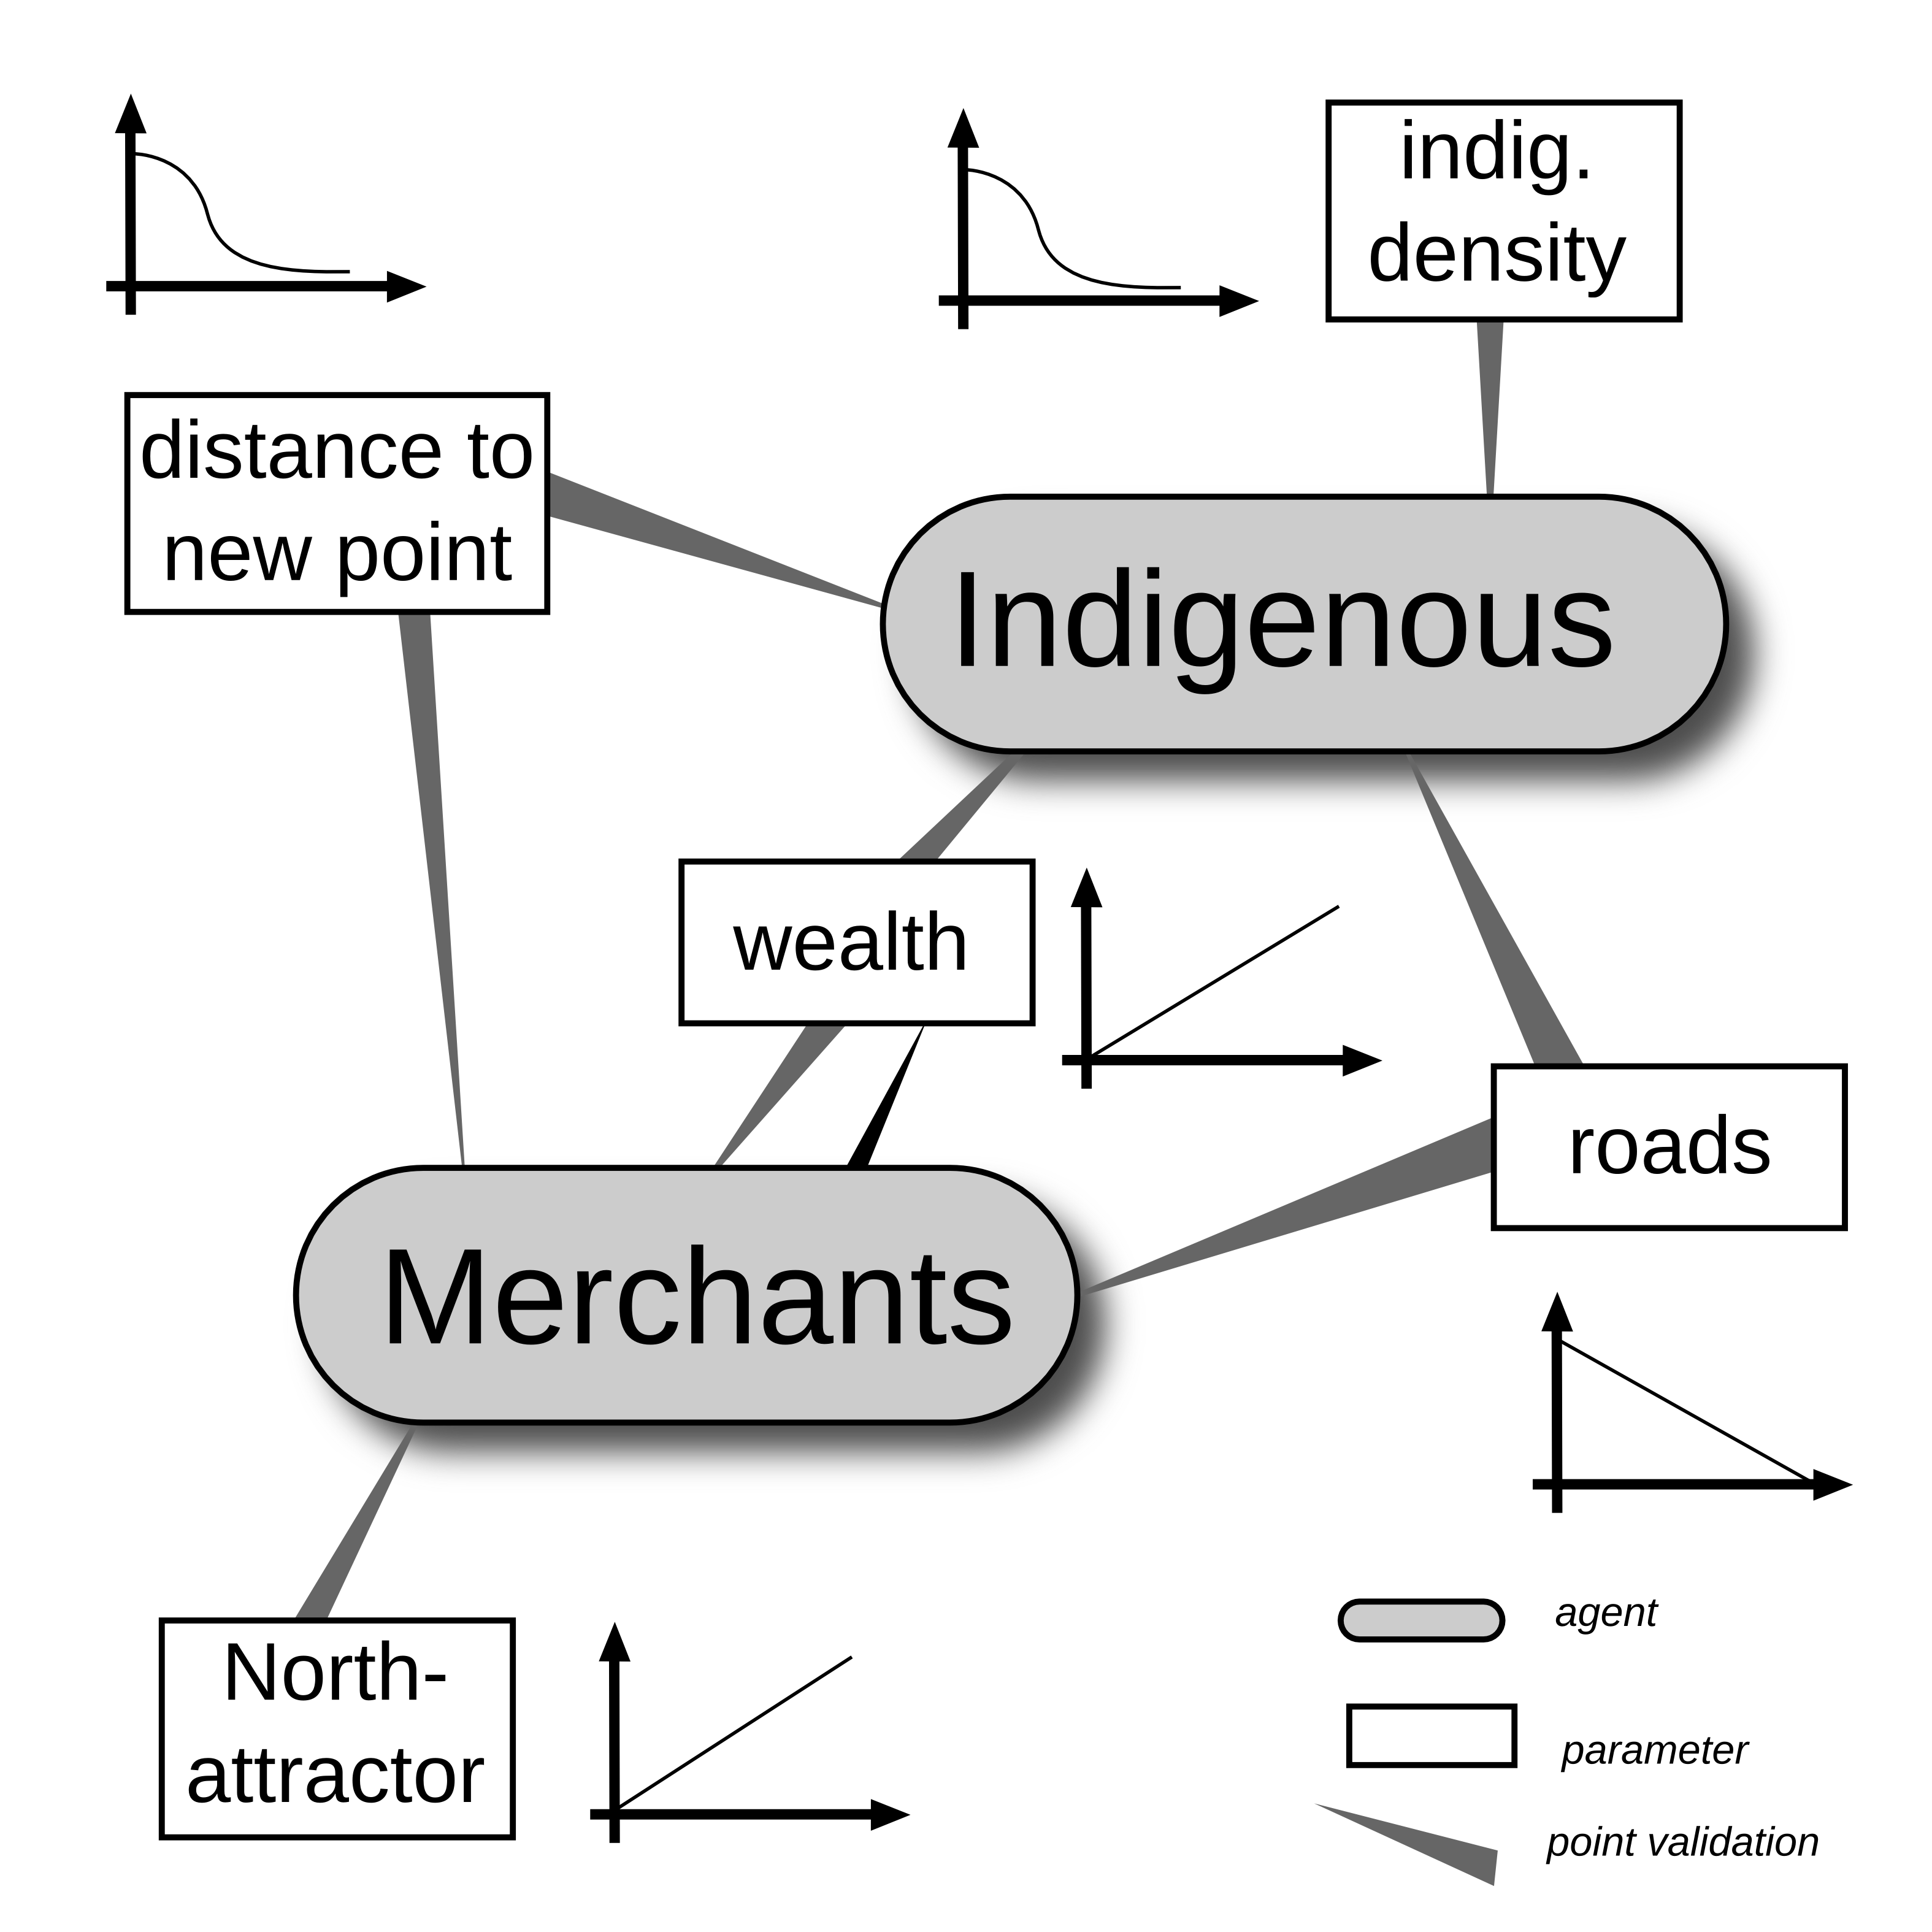 indig.
density
distance to
new point
Indigenous
wealth
roads
Merchants
North-
attractor
agent
parameter
point validation